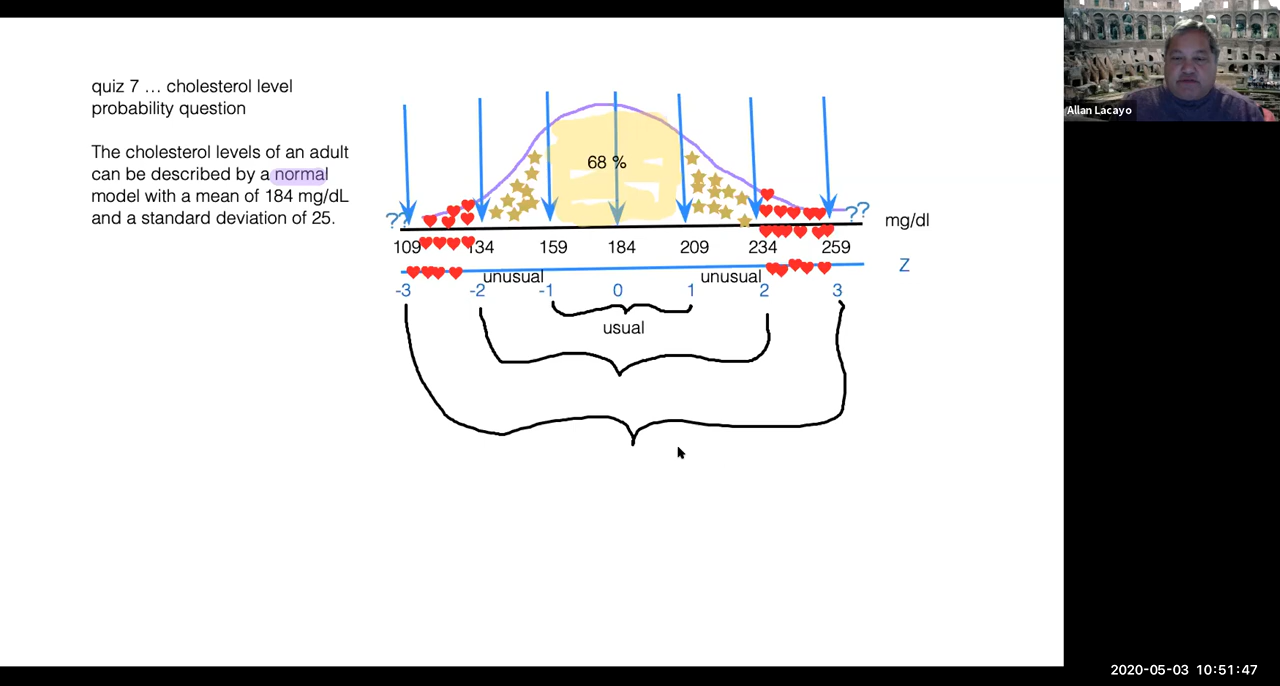 quiz 7 … cholesterol level
probability question
The cholesterol levels of an adult
can be described by a normal
model with a mean of 184 mg/dL
and a standard deviation of 25.
68 %
?? ??
mg/dl
109 134 159 184 209 234 259
Z
unusual unusual
-3 -2 -1 0 1 2 3
usual
Allan Lacayo
2020-05-03 10:51:47